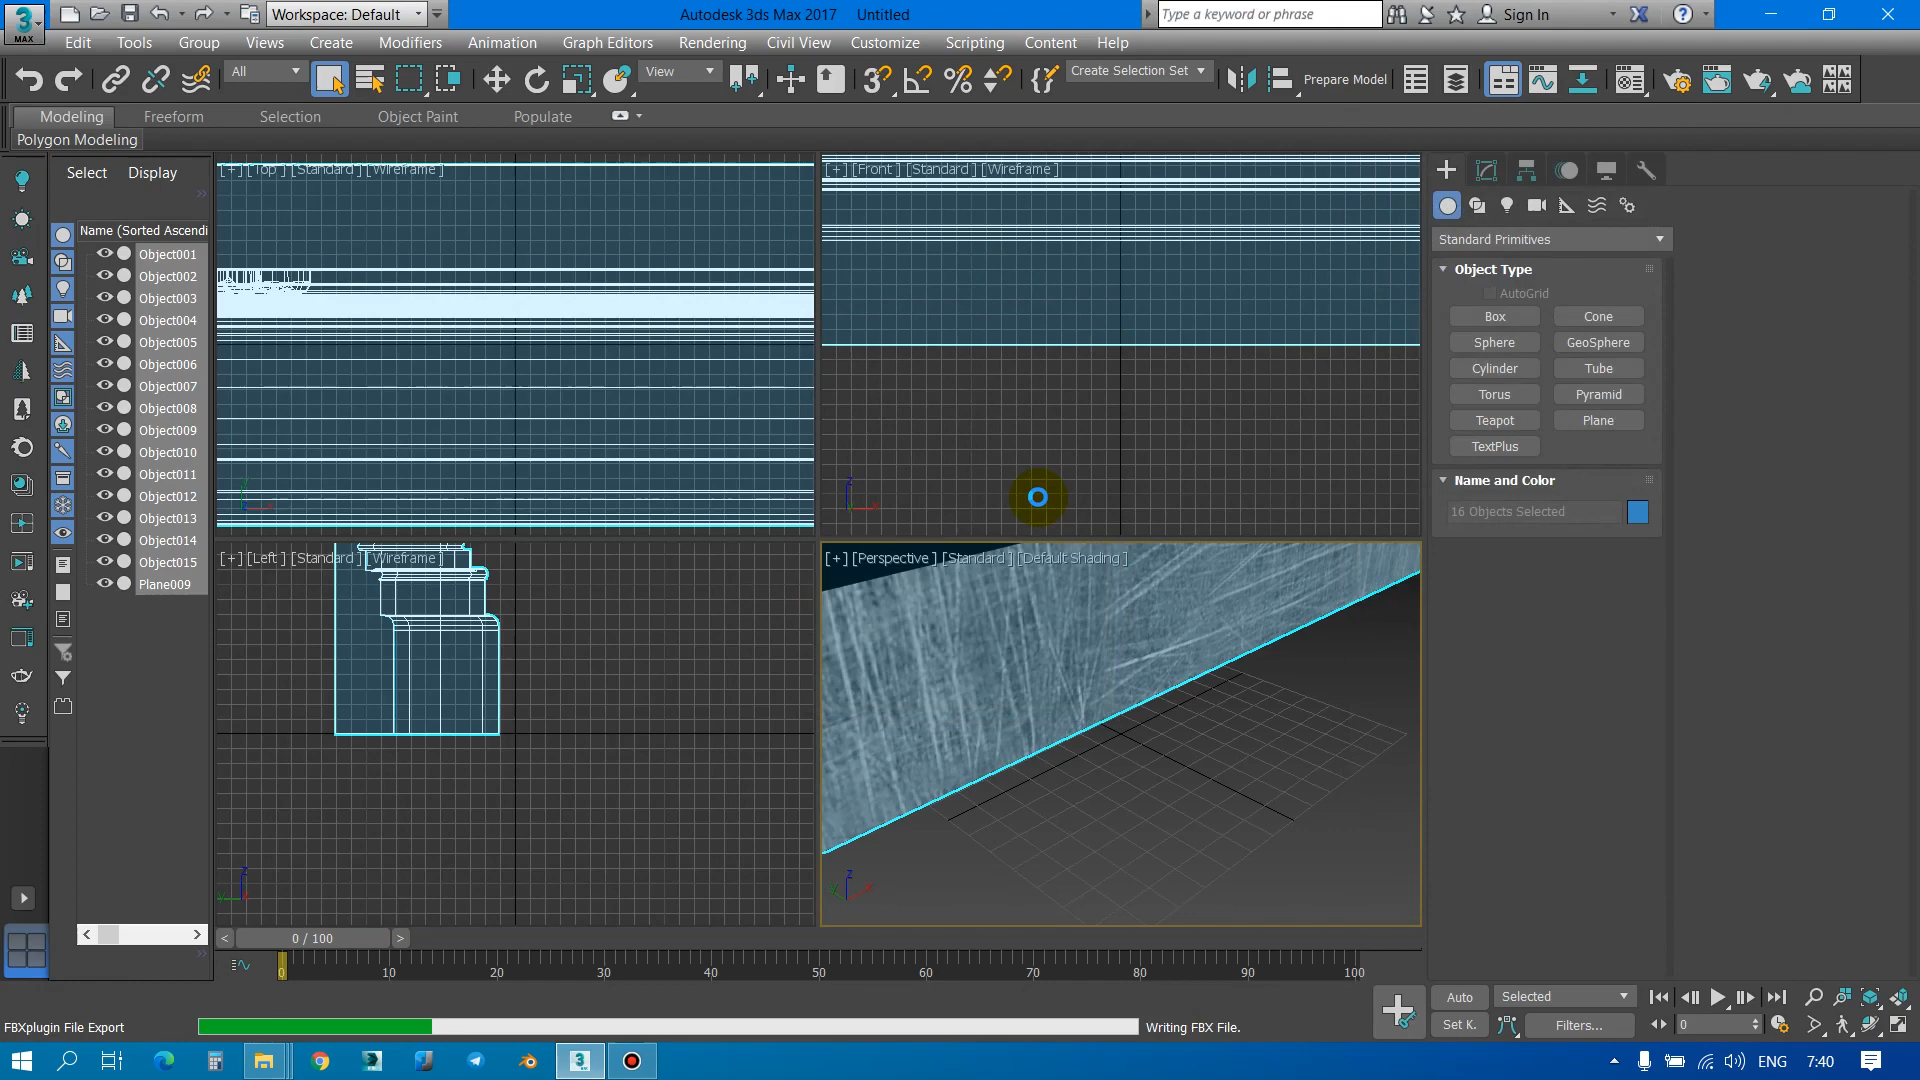 3
MAX
Workspace: Default
Autodesk 3ds Max 2017 Untitled
Type a keyword or phrase
Sign In
Edit Tools Group Views Create Modifiers Animation Graph Editors Rendering Civil View Customize Scripting Content Help
All
View
Create Selection Set
Prepare Model
Modeling Freeform Selection Object Paint Populate
Polygon Modeling
Select Display
Name (Sorted Ascendi
Object001
Object002
Object003
Object004
Object005
Object006
Object007
Object008
Object009
Object010
Object011
Object012
Object013
Object014
Object015
Plane009
[+] [Top ] [Standard ] [Wireframe ]
[+] [Front ] [Standard ] [Wireframe ]
[+] [Left ] [Standard ] [Wireframe ]
[+] [Perspective ] [Standard ] [Default Shading ]
Standard Primitives
Object Type
AutoGrid
Box Cone
Sphere GeoSphere
Cylinder Tube
Torus Pyramid
Teapot Plane
TextPlus
Name and Color
16 Objects Selected
< 0 / 100 >
0 10 20 30 40 50 60 70 80 90 100
Auto Selected
Set K. Filters... 0
FBXplugin File Export Writing FBX File.
ENG 7:40